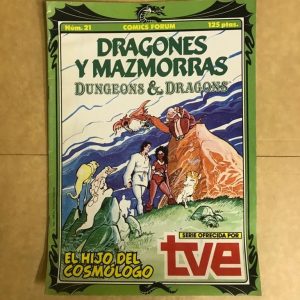 Núm. 21
COMICS FORUM
125 ptas.
DRAGONES
Y MAZMORRAS
DUNGEONS & DRAGONS
EL HIJO DEL
COSMÓLOGO
SERIE OFRECIDA POR
tve